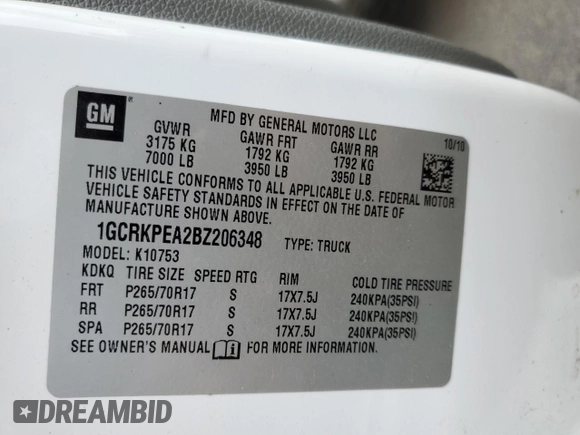 GM
MFD BY GENERAL MOTORS LLC
10/10
GVWR GAWR FRT GAWR RR
3175 KG 1792 KG 1792 KG
7000 LB 3950 LB 3950 LB
THIS VEHICLE CONFORMS TO ALL APPLICABLE U.S. FEDERAL MOTOR
VEHICLE SAFETY STANDARDS IN EFFECT ON THE DATE OF
MANUFACTURE SHOWN ABOVE.
1GCRKPEA2BZ206348 TYPE: TRUCK
MODEL: K10753
KDKQ TIRE SIZE SPEED RTG RIM COLD TIRE PRESSURE
FRT P265/70R17 S 17X7.5J 240KPA(35PSI)
RR P265/70R17 S 17X7.5J 240KPA(35PSI)
SPA P265/70R17 S 17X7.5J 240KPA(35PSI)
SEE OWNER'S MANUAL FOR MORE INFORMATION.
DREAMBID